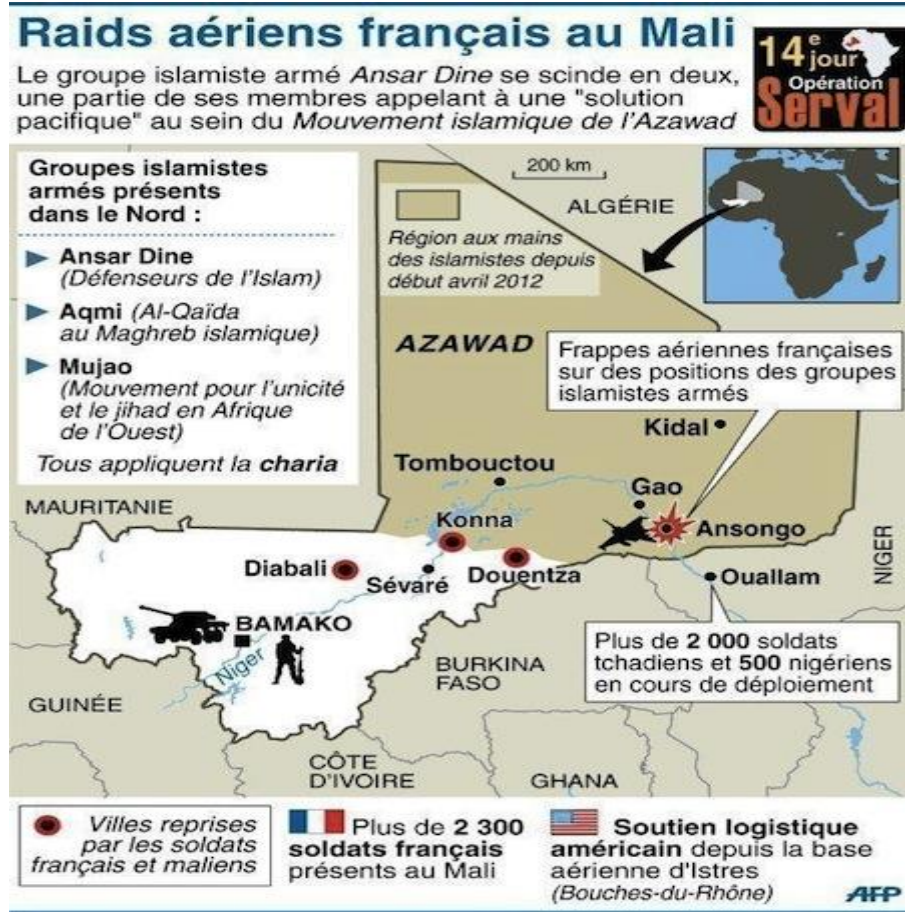 Raids aériens français au Mali
14e jour
Opération
Serval
Le groupe islamiste armé Ansar Dine se scinde en deux,
une partie de ses membres appelant à une "solution
pacifique" au sein du Mouvement islamique de l'Azawad
Groupes islamistes
armés présents
dans le Nord :
Ansar Dine
(Défenseurs de l'Islam)
Aqmi (Al-Qaïda
au Maghreb islamique)
Mujao
(Mouvement pour l'unicité
et le jihad en Afrique
de l'Ouest)
Tous appliquent la charia
200 km
ALGÉRIE
Région aux mains
des islamistes depuis
début avril 2012
AZAWAD
Frappes aériennes françaises
sur des positions des groupes
islamistes armés
Kidal
Tombouctou
Gao
Ansongo
MAURITANIE
Konna
Diabali
Sévaré
Douentza
Ouallam
NIGER
BAMAKO
Niger
Plus de 2 000 soldats
tchadiens et 500 nigériens
en cours de déploiement
BURKINA
FASO
GUINÉE
CÔTE
D'IVOIRE
GHANA
Villes reprises
par les soldats
français et maliens
Plus de 2 300
soldats français
présents au Mali
Soutien logistique
américain depuis la base
aérienne d'Istres
(Bouches-du-Rhône)
AFP